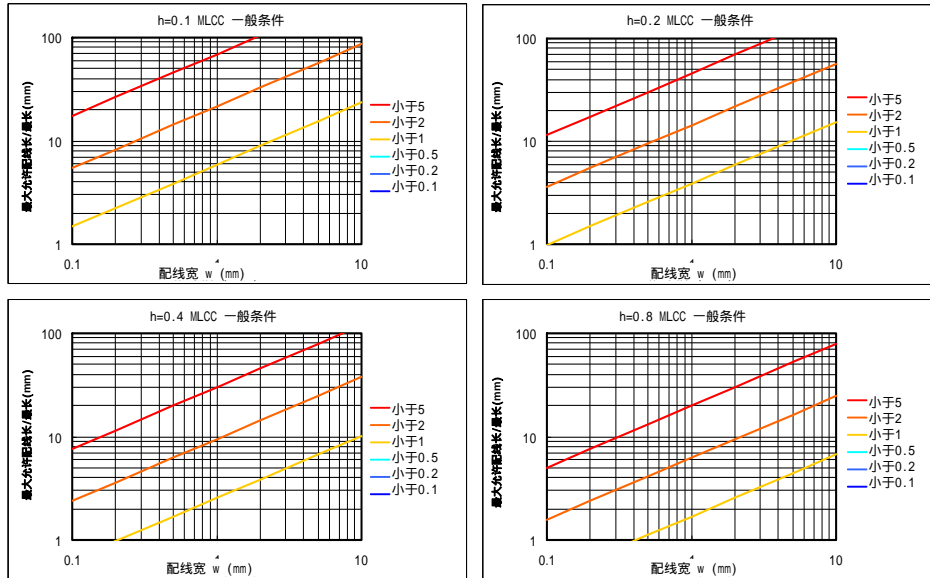 h=0.1 MLCC 一般条件
最大允许配线长/最长(mm)
100
10
1
0.1
1
10
配线宽 w (mm)
小于5
小于2
小于1
小于0.5
小于0.2
小于0.1
h=0.2 MLCC 一般条件
最大允许配线长/最长(mm)
100
10
1
0.1
1
10
配线宽 w (mm)
小于5
小于2
小于1
小于0.5
小于0.2
小于0.1
h=0.4 MLCC 一般条件
最大允许配线长/最长(mm)
100
10
1
0.1
1
10
配线宽 w (mm)
小于5
小于2
小于1
小于0.5
小于0.2
小于0.1
h=0.8 MLCC 一般条件
最大允许配线长/最长(mm)
100
10
1
0.1
1
10
配线宽 w (mm)
小于5
小于2
小于1
小于0.5
小于0.2
小于0.1